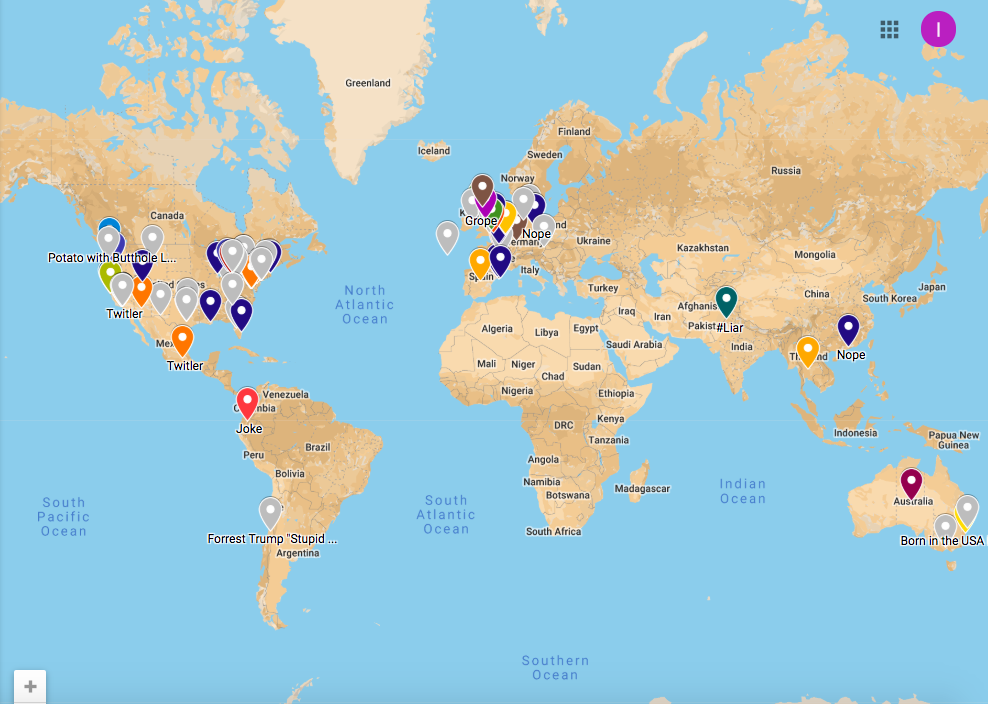 I
Greenland
Iceland
Finland
Sweden
Norway
Russia
Canada
Grope
Nope
Germany
Ukraine
Potato with Butthole L...
Kazakhstan
Mongolia
Italy
Spain
Turkey
North
Atlantic
Ocean
China
Japan
South Korea
Twitler
Afghanis
Iraq
Iran
#Liar
Pakist
Algeria
Libya
Egypt
Saudi Arabia
India
Nope
Twitler
Mali
Niger
Chad
Sudan
Venezuela
Nigeria
Ethiopia
Joke
Kenya
DRC
Indonesia
Papua New
Guinea
Peru
Brazil
Tanzania
Angola
Bolivia
Namibia
Botswana
Madagascar
Indian
Ocean
South
Pacific
Ocean
South
Atlantic
Ocean
Australia
South Africa
Forrest Trump "Stupid ...
Argentina
Born in the USA
Southern
Ocean
+